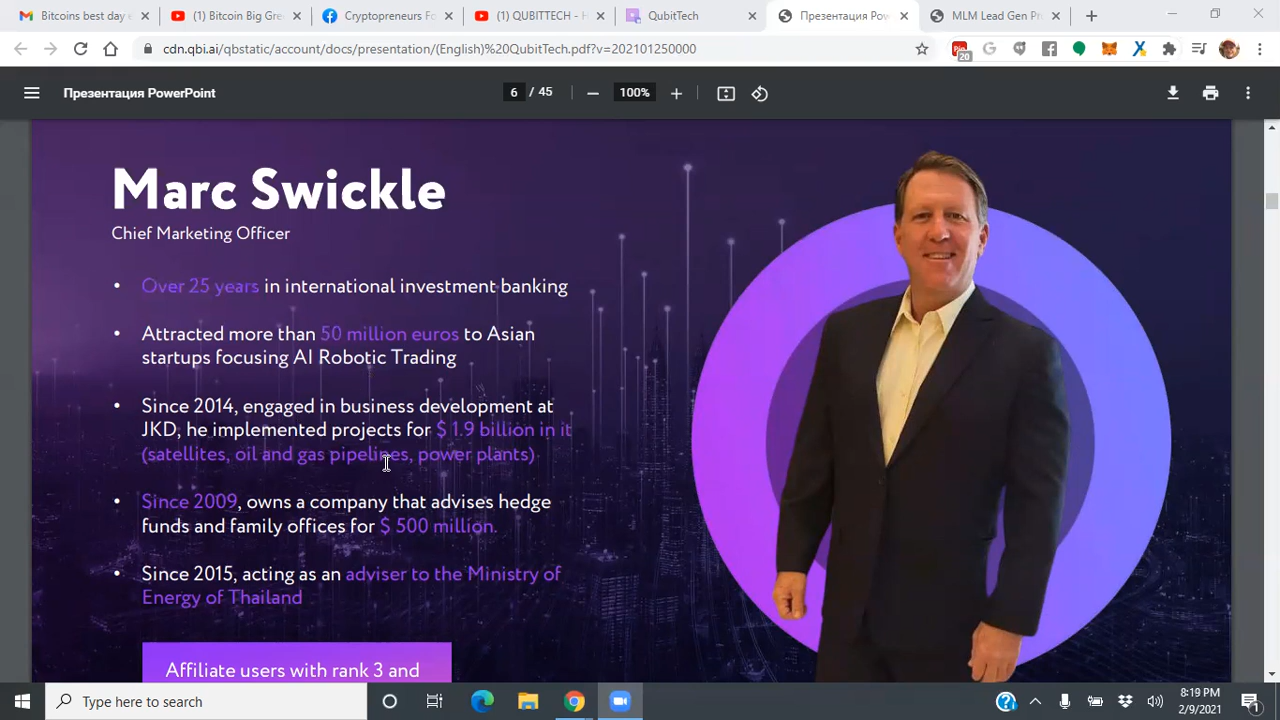 Bitcoins best day e
(1) Bitcoin Big Gre
Cryptopreneurs Fo
(1) QUBITTECH - H
QubitTech
Презентация Pow
MLM Lead Gen Pr
cdn.qbi.ai/qbstatic/account/docs/presentation/(English)%20QubitTech.pdf?v=202101250000
20
Презентация PowerPoint
6 / 45
100%
Marc Swickle
Chief Marketing Officer
• Over 25 years in international investment banking
• Attracted more than 50 million euros to Asian
startups focusing AI Robotic Trading
• Since 2014, engaged in business development at
JKD, he implemented projects for $ 1.9 billion in it
(satellites, oil and gas pipelines, power plants)
• Since 2009, owns a company that advises hedge
funds and family offices for $ 500 million.
• Since 2015, acting as an adviser to the Ministry of
Energy of Thailand
Affiliate users with rank 3 and
Type here to search
8:19 PM
2/9/2021
1